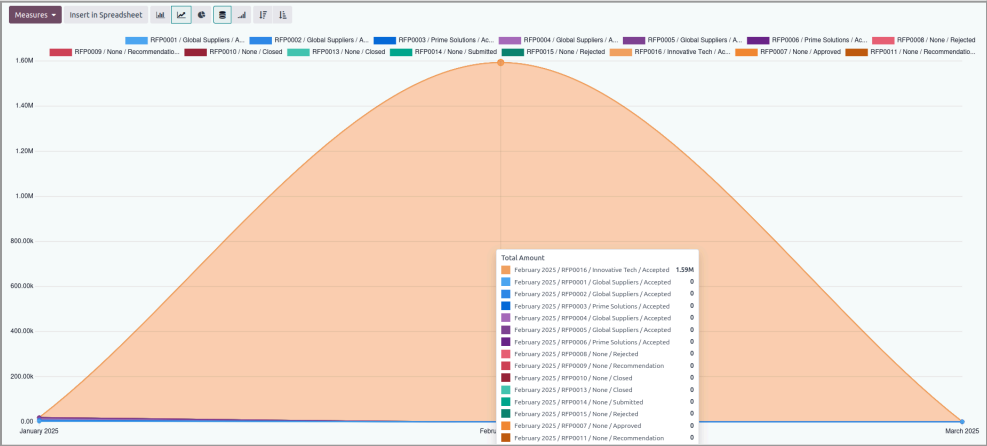 Measures Insert in Spreadsheet
RFP0001 / Global Suppliers / A... RFP0002 / Global Suppliers / A... RFP0003 / Prime Solutions / Ac... RFP0004 / Global Suppliers / A... RFP0005 / Global Suppliers / A... RFP0006 / Prime Solutions / Ac... RFP0008 / None / Rejected
RFP0009 / None / Recommendatio... RFP0010 / None / Closed RFP0013 / None / Closed RFP0014 / None / Submitted RFP0015 / None / Rejected RFP0016 / Innovative Tech / Ac... RFP0007 / None / Approved RFP0011 / None / Recommendatio...
1.60M
1.40M
1.20M
1.00M
800.00k
600.00k
400.00k
200.00k
0.00
Total Amount
February 2025 / RFP0016 / Innovative Tech / Accepted 1.59M
February 2025 / RFP0001 / Global Suppliers / Accepted 0
February 2025 / RFP0002 / Global Suppliers / Accepted 0
February 2025 / RFP0003 / Prime Solutions / Accepted 0
February 2025 / RFP0004 / Global Suppliers / Accepted 0
February 2025 / RFP0005 / Global Suppliers / Accepted 0
February 2025 / RFP0006 / Prime Solutions / Accepted 0
February 2025 / RFP0008 / None / Rejected 0
February 2025 / RFP0009 / None / Recommendation 0
February 2025 / RFP0010 / None / Closed 0
February 2025 / RFP0013 / None / Closed 0
February 2025 / RFP0014 / None / Submitted 0
February 2025 / RFP0015 / None / Rejected 0
February 2025 / RFP0007 / None / Approved 0
February 2025 / RFP0011 / None / Recommendation 0
January 2025 Febru March 2025